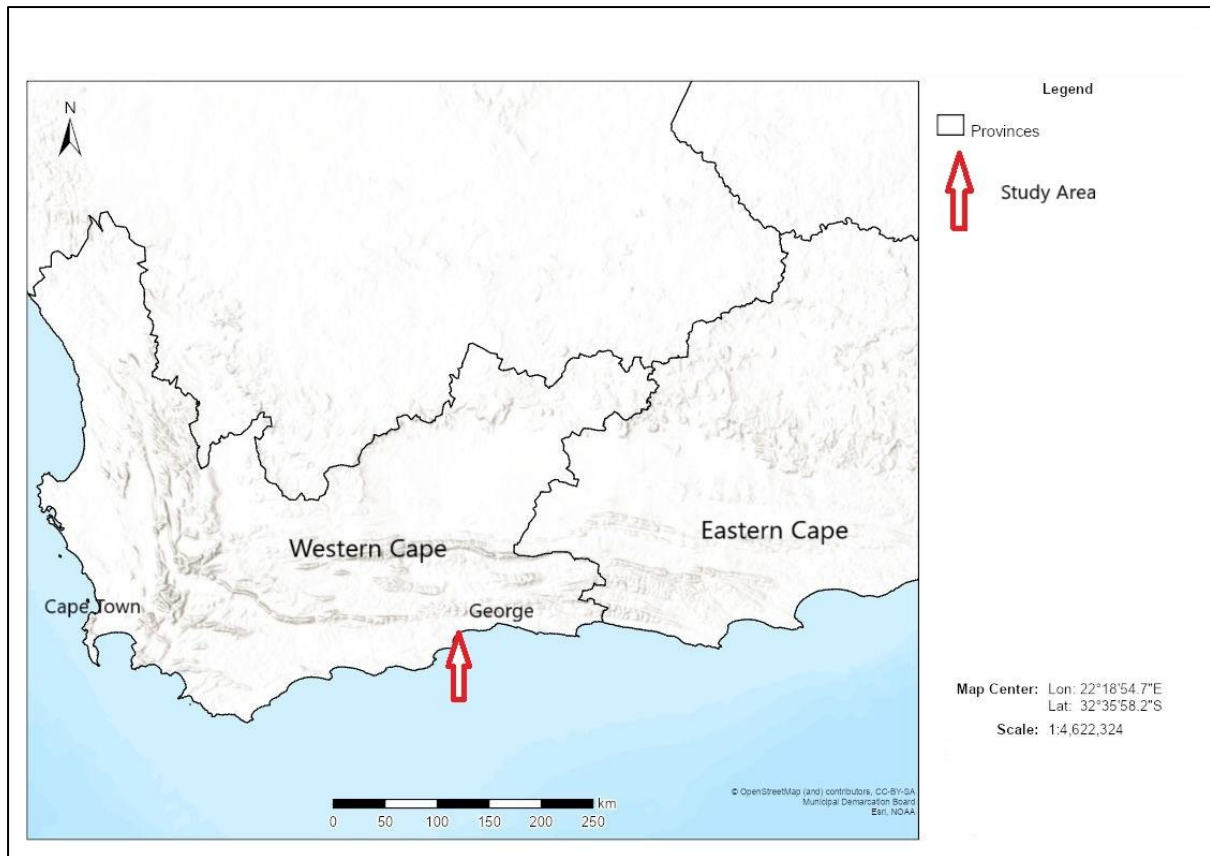 Legend
N
Provinces
Study Area
Eastern Cape
Western Cape
Cape Town
George
Map Center: Lon: 22°18'54.7"E
Lat: 32°35'58.2"S
Scale: 1:4,622,324
© OpenStreetMap (and) contributors, CC-BY-SA
Municipal Demarcation Board
Esri, NOAA
km
0 50 100 150 200 250